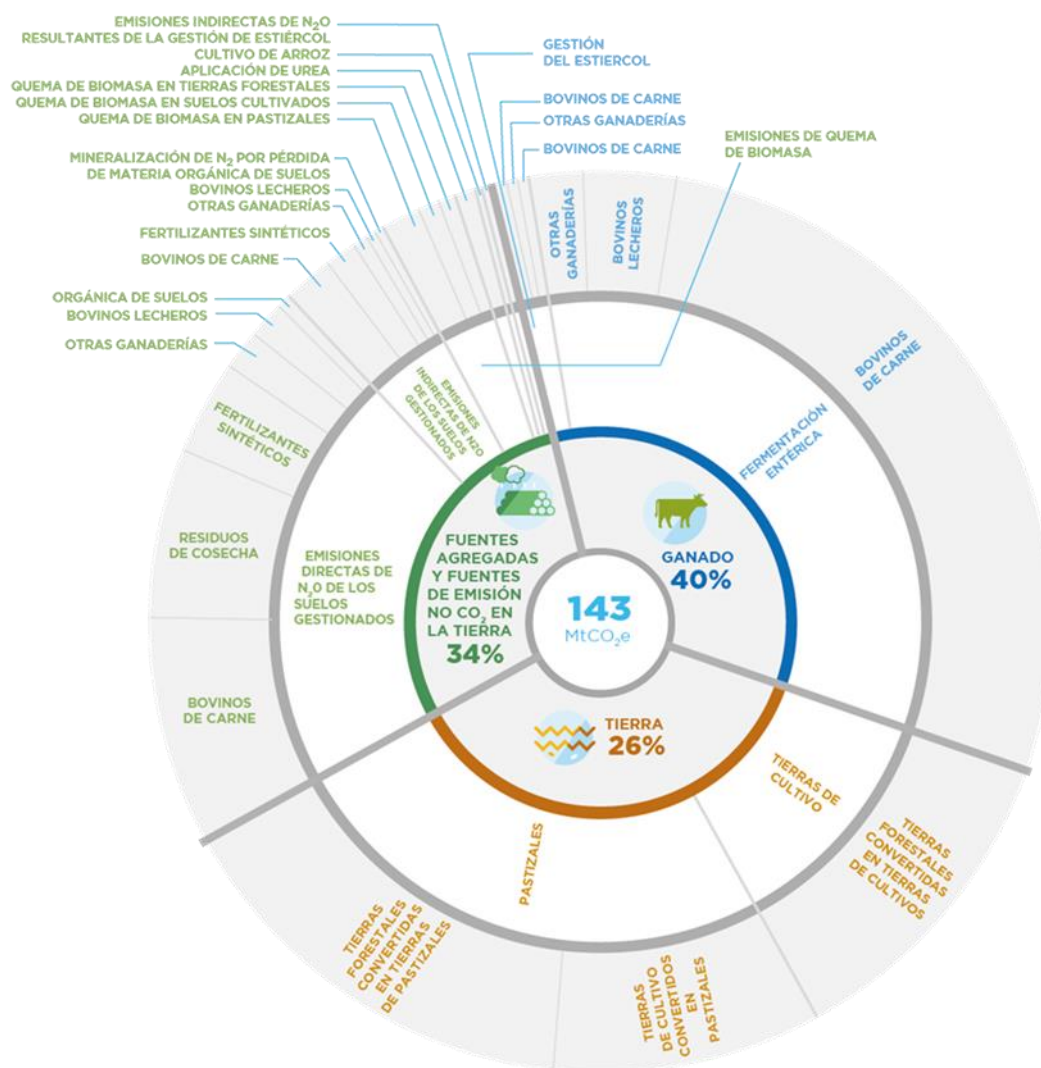 EMISIONES INDIRECTAS DE N₂O
RESULTANTES DE LA GESTIÓN DE ESTIÉRCOL
CULTIVO DE ARROZ
APLICACIÓN DE UREA
QUEMA DE BIOMASA EN TIERRAS FORESTALES
QUEMA DE BIOMASA EN SUELOS CULTIVADOS
QUEMA DE BIOMASA EN PASTIZALES
MINERALIZACIÓN DE N₂ POR PÉRDIDA
DE MATERIA ORGÁNICA DE SUELOS
BOVINOS LECHEROS
OTRAS GANADERÍAS
FERTILIZANTES SINTÉTICOS
BOVINOS DE CARNE
ORGÁNICA DE SUELOS
BOVINOS LECHEROS
OTRAS GANADERÍAS
FERTILIZANTES
SINTÉTICOS
RESIDUOS
DE COSECHA
BOVINOS
DE CARNE
GESTIÓN
DEL ESTIERCOL
BOVINOS DE CARNE
OTRAS GANADERÍAS
BOVINOS DE CARNE
EMISIONES DE QUEMA
DE BIOMASA
OTRAS
GANADERÍAS
BOVINOS
LECHEROS
BOVINOS
DE CARNE
FERMENTACIÓN
ENTÉRICA
EMISIONES
INDIRECTAS DE N2O
DE LOS SUELOS
GESTIONADOS
EMISIONES
DIRECTAS DE
N₂0 DE LOS
SUELOS
GESTIONADOS
FUENTES
AGREGADAS
Y FUENTES
DE EMISIÓN
NO CO₂ EN
LA TIERRA
34%
GANADO
40%
143
MtCO₂e
TIERRA
26%
TIERRAS DE
CULTIVO
PASTIZALES
TIERRAS
FORESTALES
CONVERTIDAS
EN TIERRAS
DE CULTIVOS
TIERRAS
DE CULTIVO
CONVERTIDOS
EN
PASTIZALES
TIERRAS
FORESTALES
CONVERTIDAS
EN TIERRAS
DE PASTIZALES